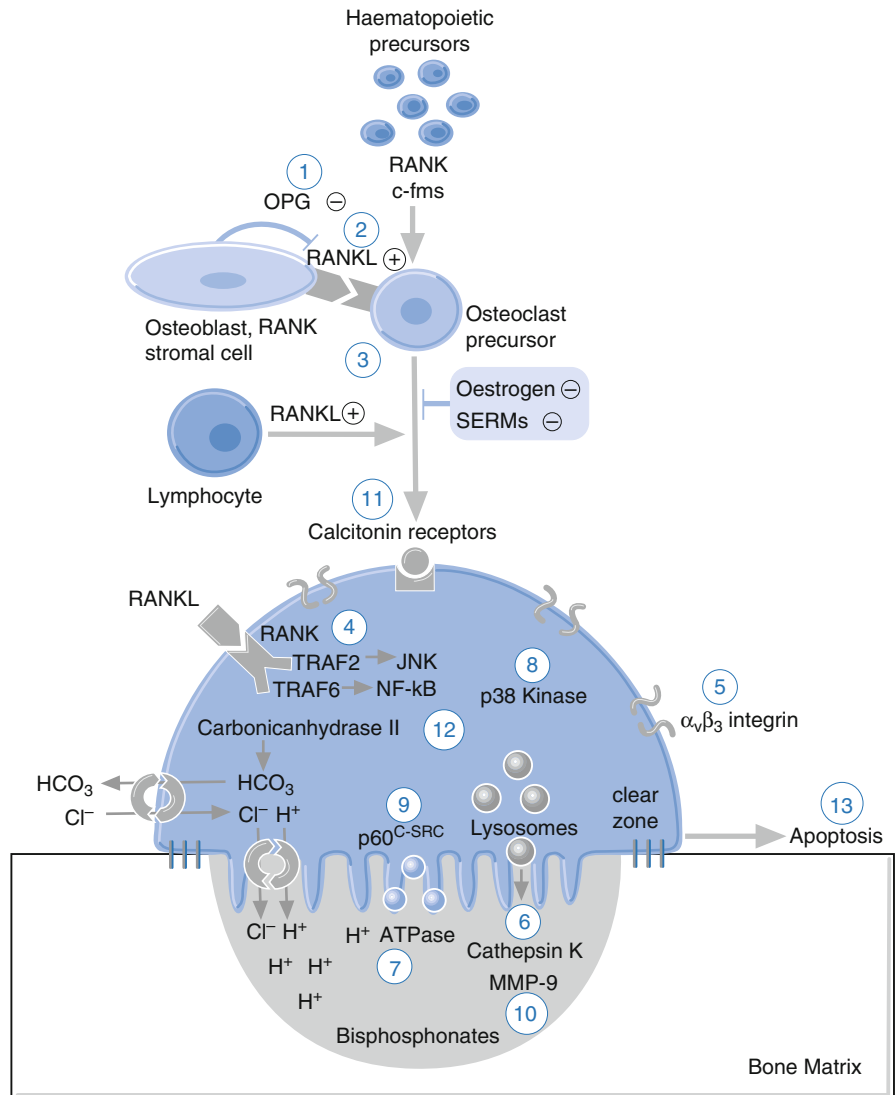 Haematopoietic
precursors
RANK
c-fms
1
OPG ⊖
2
RANKL ⊕
Osteoblast, RANK
stromal cell
Osteoclast
precursor
3
Oestrogen ⊖
SERMs ⊖
RANKL ⊕
Lymphocyte
11
Calcitonin receptors
RANKL
RANK
4
TRAF2
JNK
TRAF6
NF-kB
8
p38 Kinase
5
αvβ3 integrin
Carbonicanhydrase II
12
HCO3
HCO3
Cl– Cl– H+
9
p60C-SRC
Lysosomes
clear
zone
13
Apoptosis
Cl– H+
H+ ATPase
6
Cathepsin K
H+ H+
7
MMP-9
H+
10
Bisphosphonates
Bone Matrix